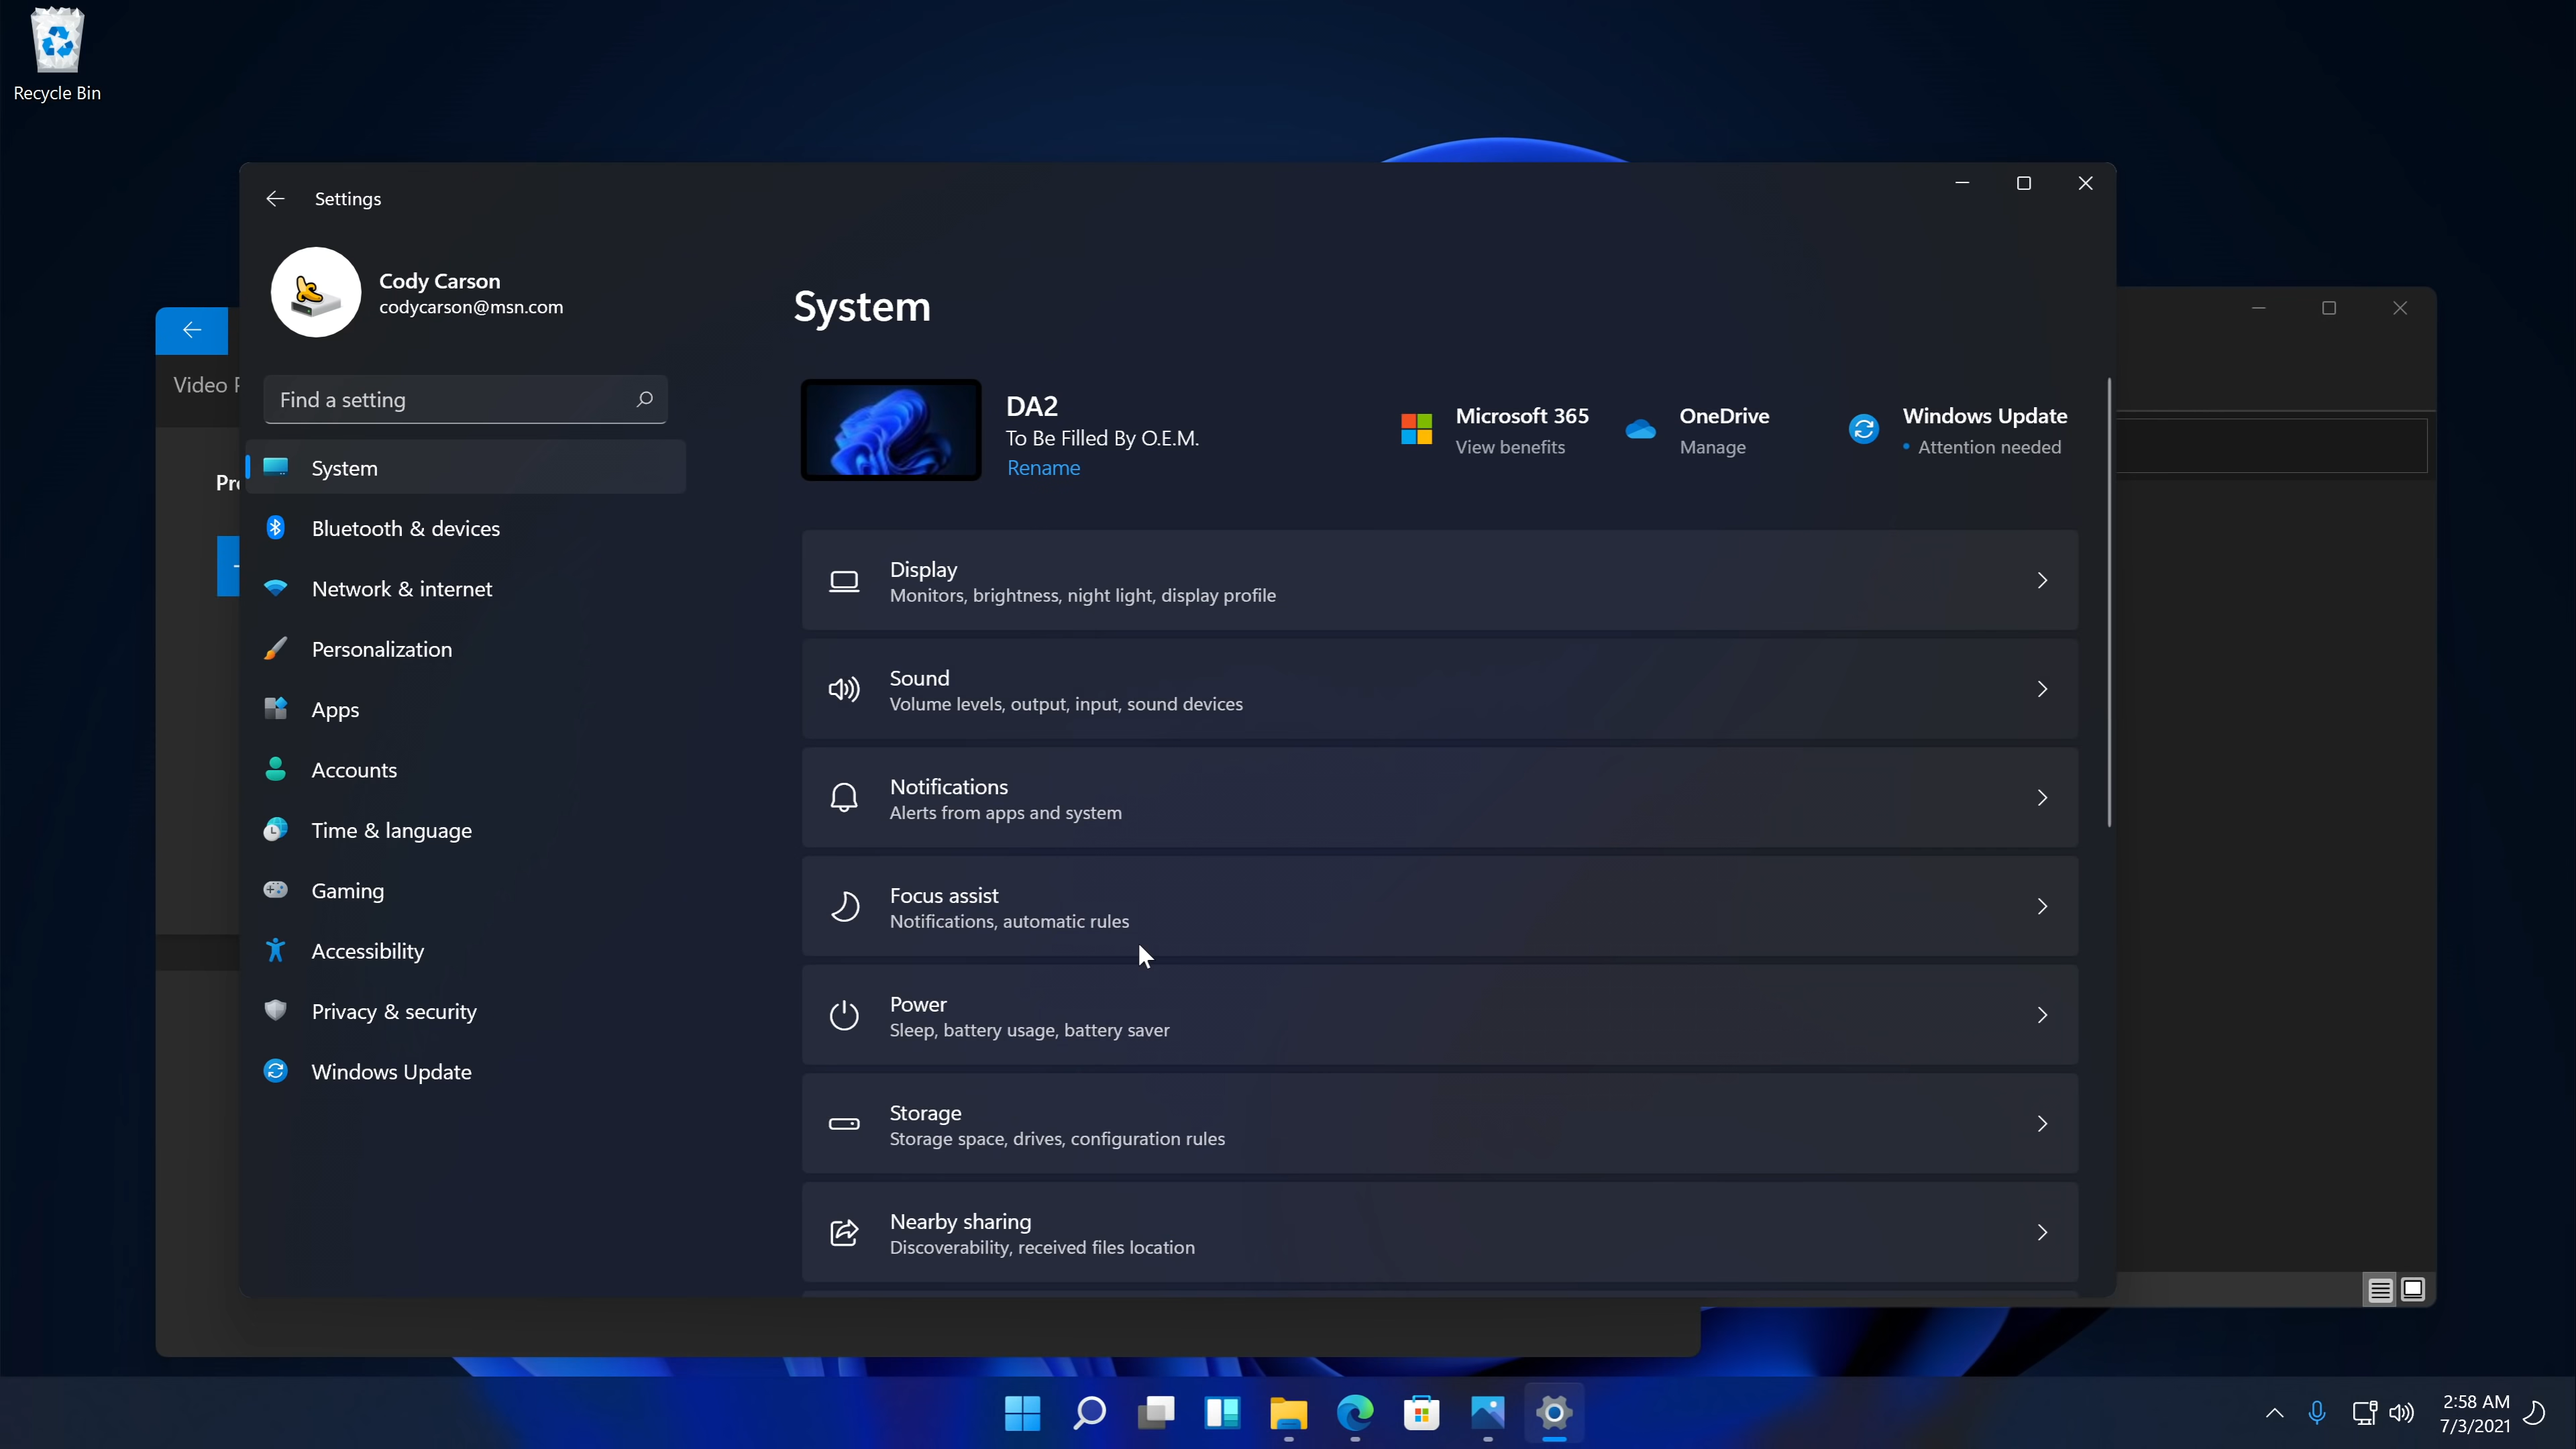 Recycle Bin
Settings
Cody Carson
codycarson@msn.com
Find a setting
System
Bluetooth & devices
Network & internet
Personalization
Apps
Accounts
Time & language
Gaming
Accessibility
Privacy & security
Windows Update
Video
System
DA2
To Be Filled By O.E.M.
Rename
Microsoft 365
View benefits
OneDrive
Manage
Windows Update
• Attention needed
Display
Monitors, brightness, night light, display profile
Sound
Volume levels, output, input, sound devices
Notifications
Alerts from apps and system
Focus assist
Notifications, automatic rules
Power
Sleep, battery usage, battery saver
Storage
Storage space, drives, configuration rules
Nearby sharing
Discoverability, received files location
2:58 AM
7/3/2021